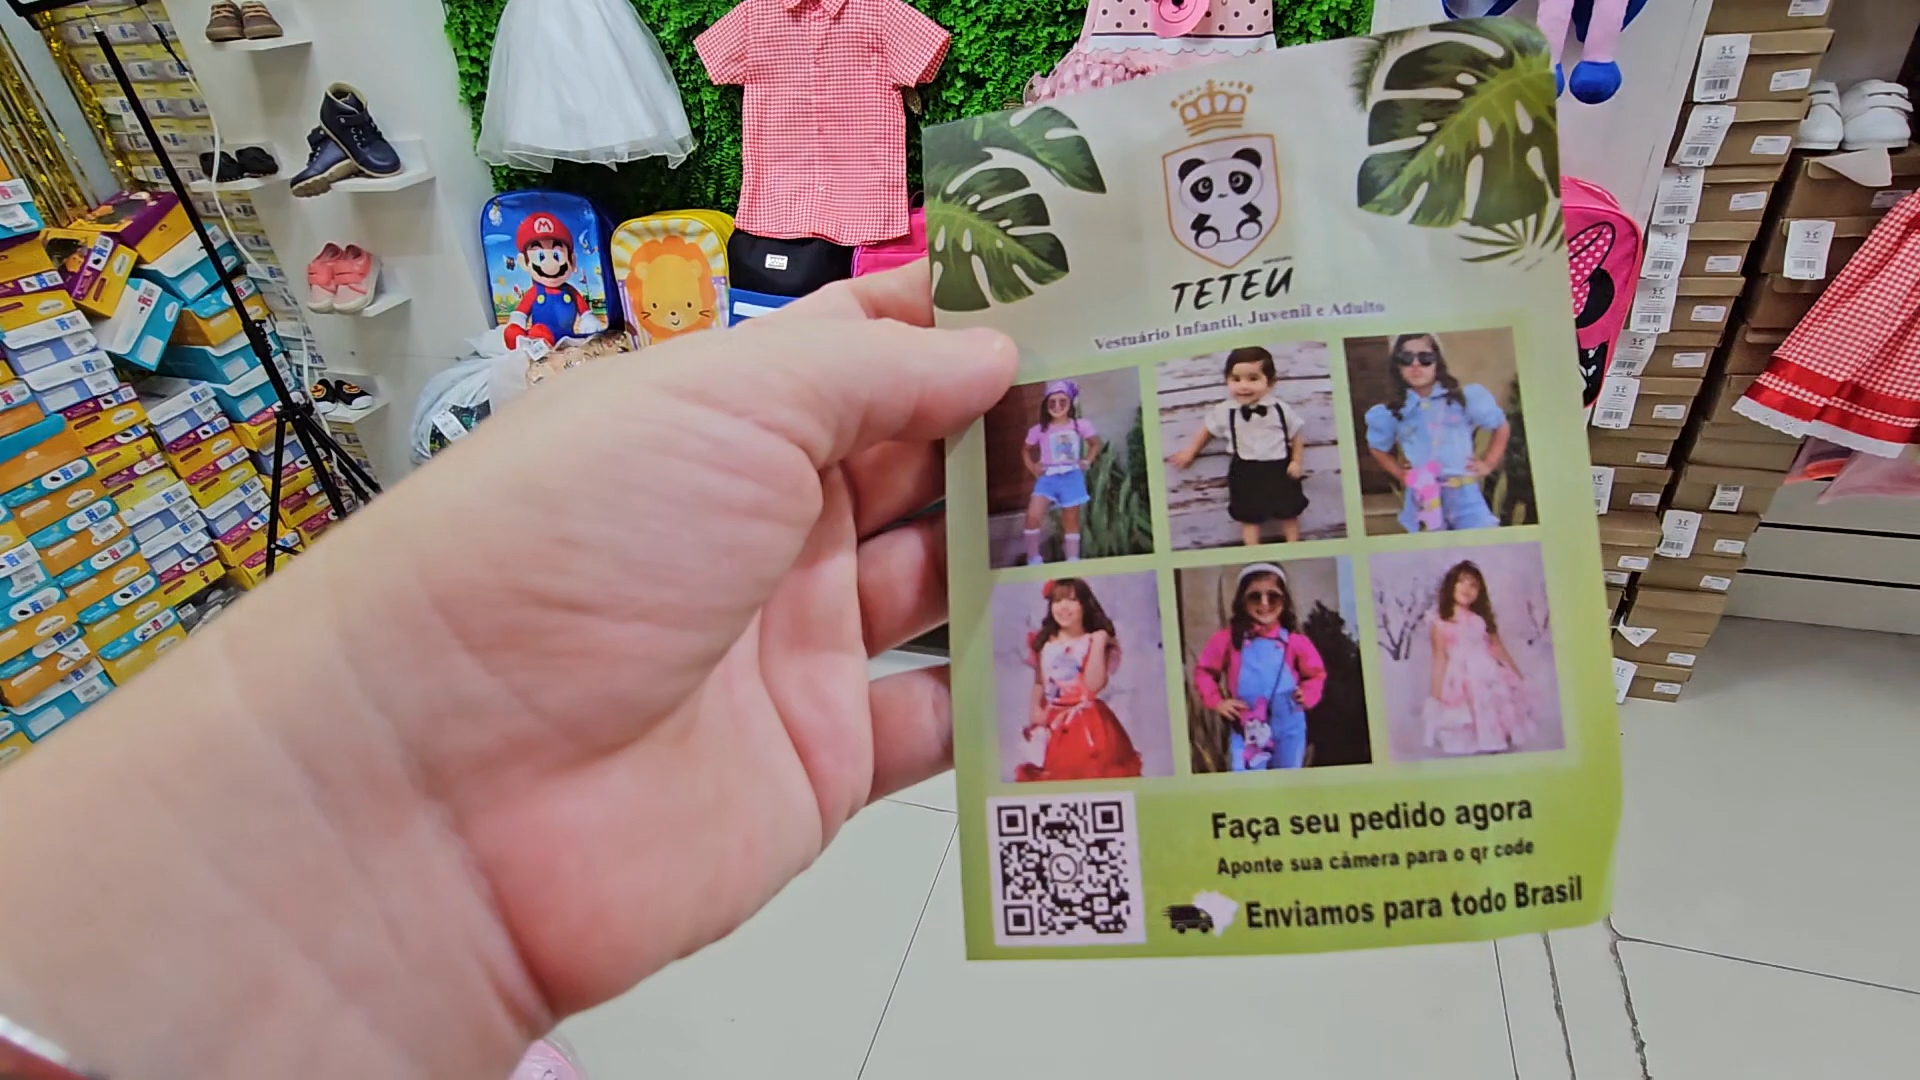 TETEU
Vestuário Infantil, Juvenil e Adulto
Faça seu pedido agora
Aponte sua câmera para o qr code
Enviamos para todo Brasil
M